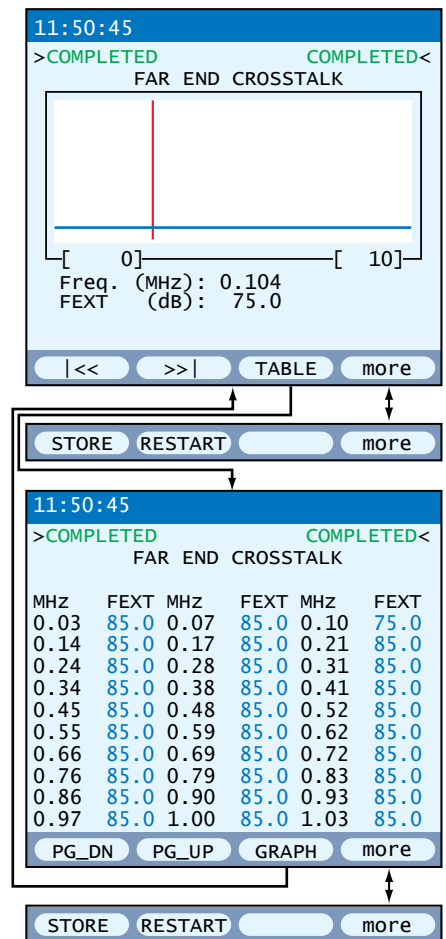 11:50:45
>COMPLETED COMPLETED<
FAR END CROSSTALK
[ 0] [ 10]
Freq. (MHz): 0.104
FEXT (dB): 75.0
|<< >>| TABLE more
STORE RESTART more
11:50:45
>COMPLETED COMPLETED<
FAR END CROSSTALK
MHz FEXT MHz FEXT MHz FEXT
0.03 85.0 0.07 85.0 0.10 75.0
0.14 85.0 0.17 85.0 0.21 85.0
0.24 85.0 0.28 85.0 0.31 85.0
0.34 85.0 0.38 85.0 0.41 85.0
0.45 85.0 0.48 85.0 0.52 85.0
0.55 85.0 0.59 85.0 0.62 85.0
0.66 85.0 0.69 85.0 0.72 85.0
0.76 85.0 0.79 85.0 0.83 85.0
0.86 85.0 0.90 85.0 0.93 85.0
0.97 85.0 1.00 85.0 1.03 85.0
PG_DN PG_UP GRAPH more
STORE RESTART more